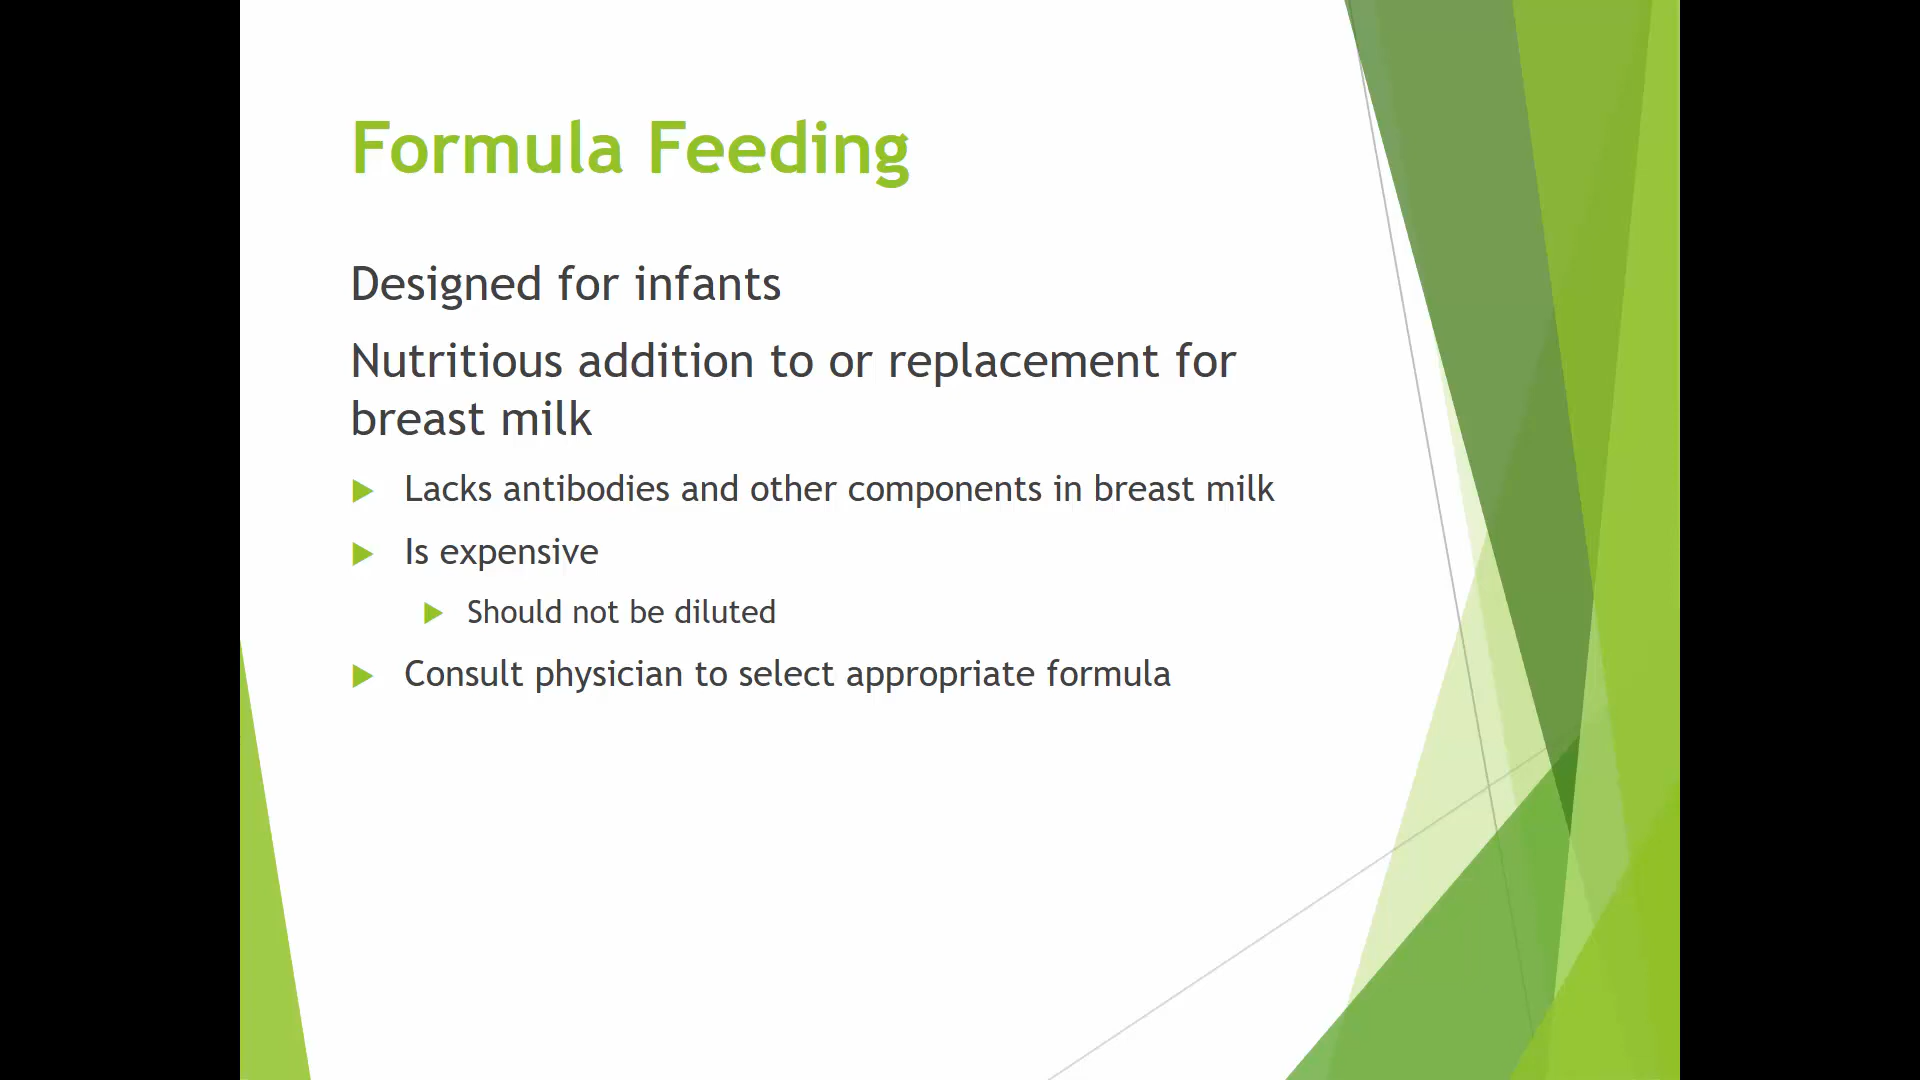 Formula Feeding
Designed for infants
Nutritious addition to or replacement for
breast milk
Lacks antibodies and other components in breast milk
Is expensive
Should not be diluted
Consult physician to select appropriate formula